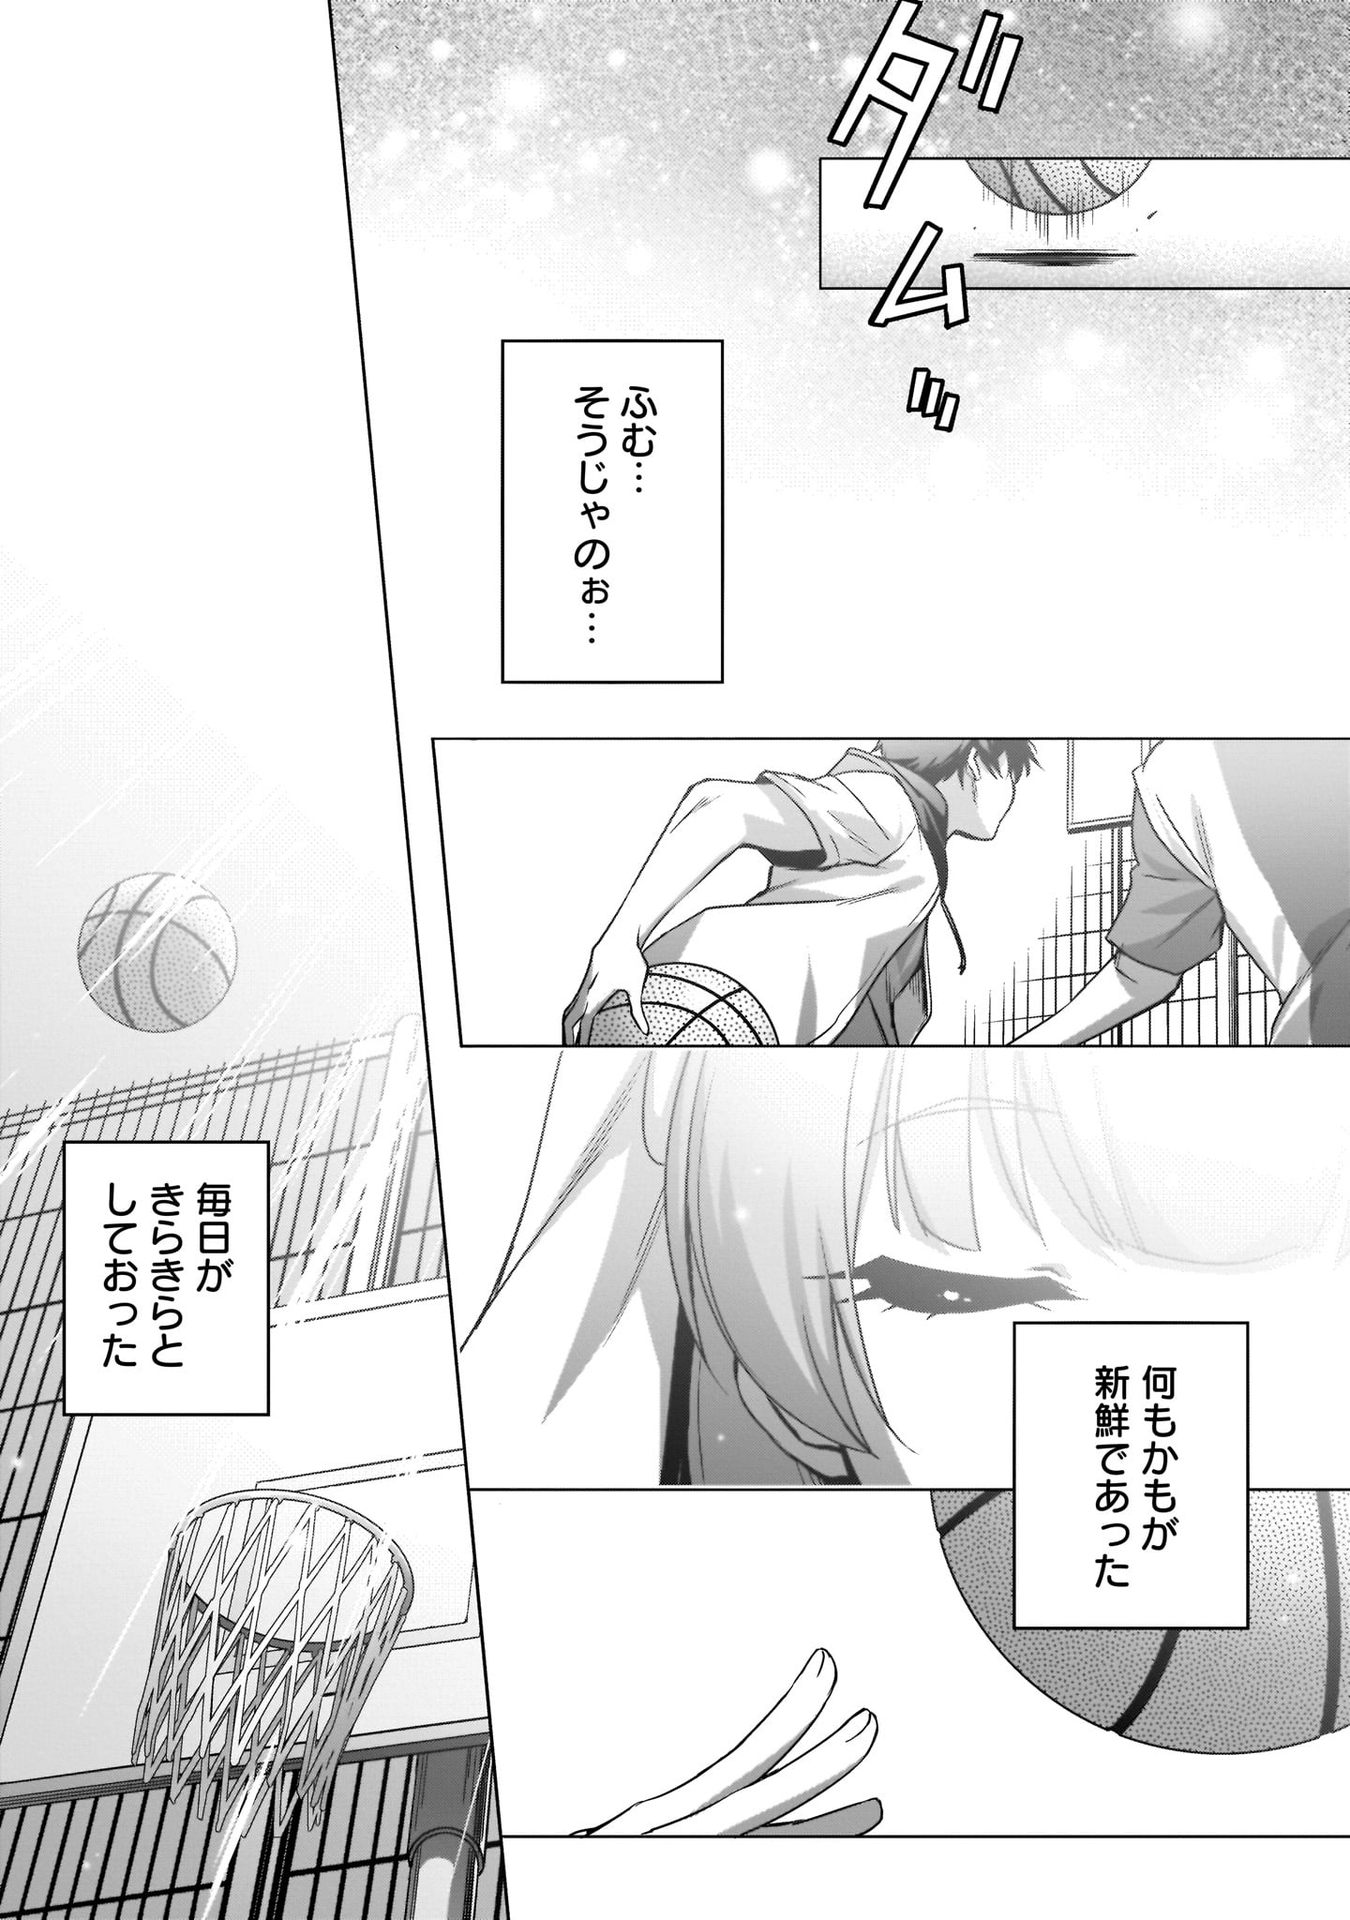 ダムッ
ふむ…
そうじゃのぉ…
何もかもが
新鮮であった
毎日が
きらきらと
しておった